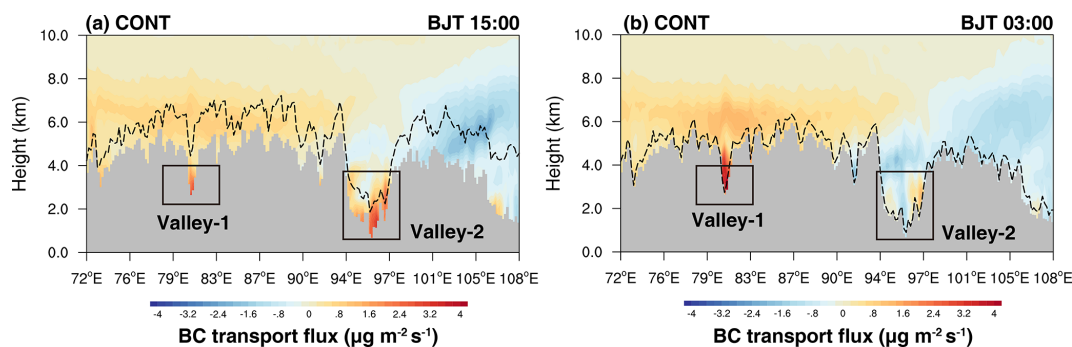 (a) CONT BJT 15:00
10.0
8.0
6.0
4.0
2.0
0.0
Height (km)
Valley-1
Valley-2
72°E 76°E 79°E 83°E 87°E 90°E 94°E 97°E 101°E 105°E 108°E
-4 -3.2 -2.4 -1.6 -0.8 0 0.8 1.6 2.4 3.2 4
BC transport flux (μg m⁻² s⁻¹)
(b) CONT BJT 03:00
10.0
8.0
6.0
4.0
2.0
0.0
Height (km)
Valley-1
Valley-2
72°E 76°E 79°E 83°E 87°E 90°E 94°E 97°E 101°E 105°E 108°E
-4 -3.2 -2.4 -1.6 -0.8 0 0.8 1.6 2.4 3.2 4
BC transport flux (μg m⁻² s⁻¹)